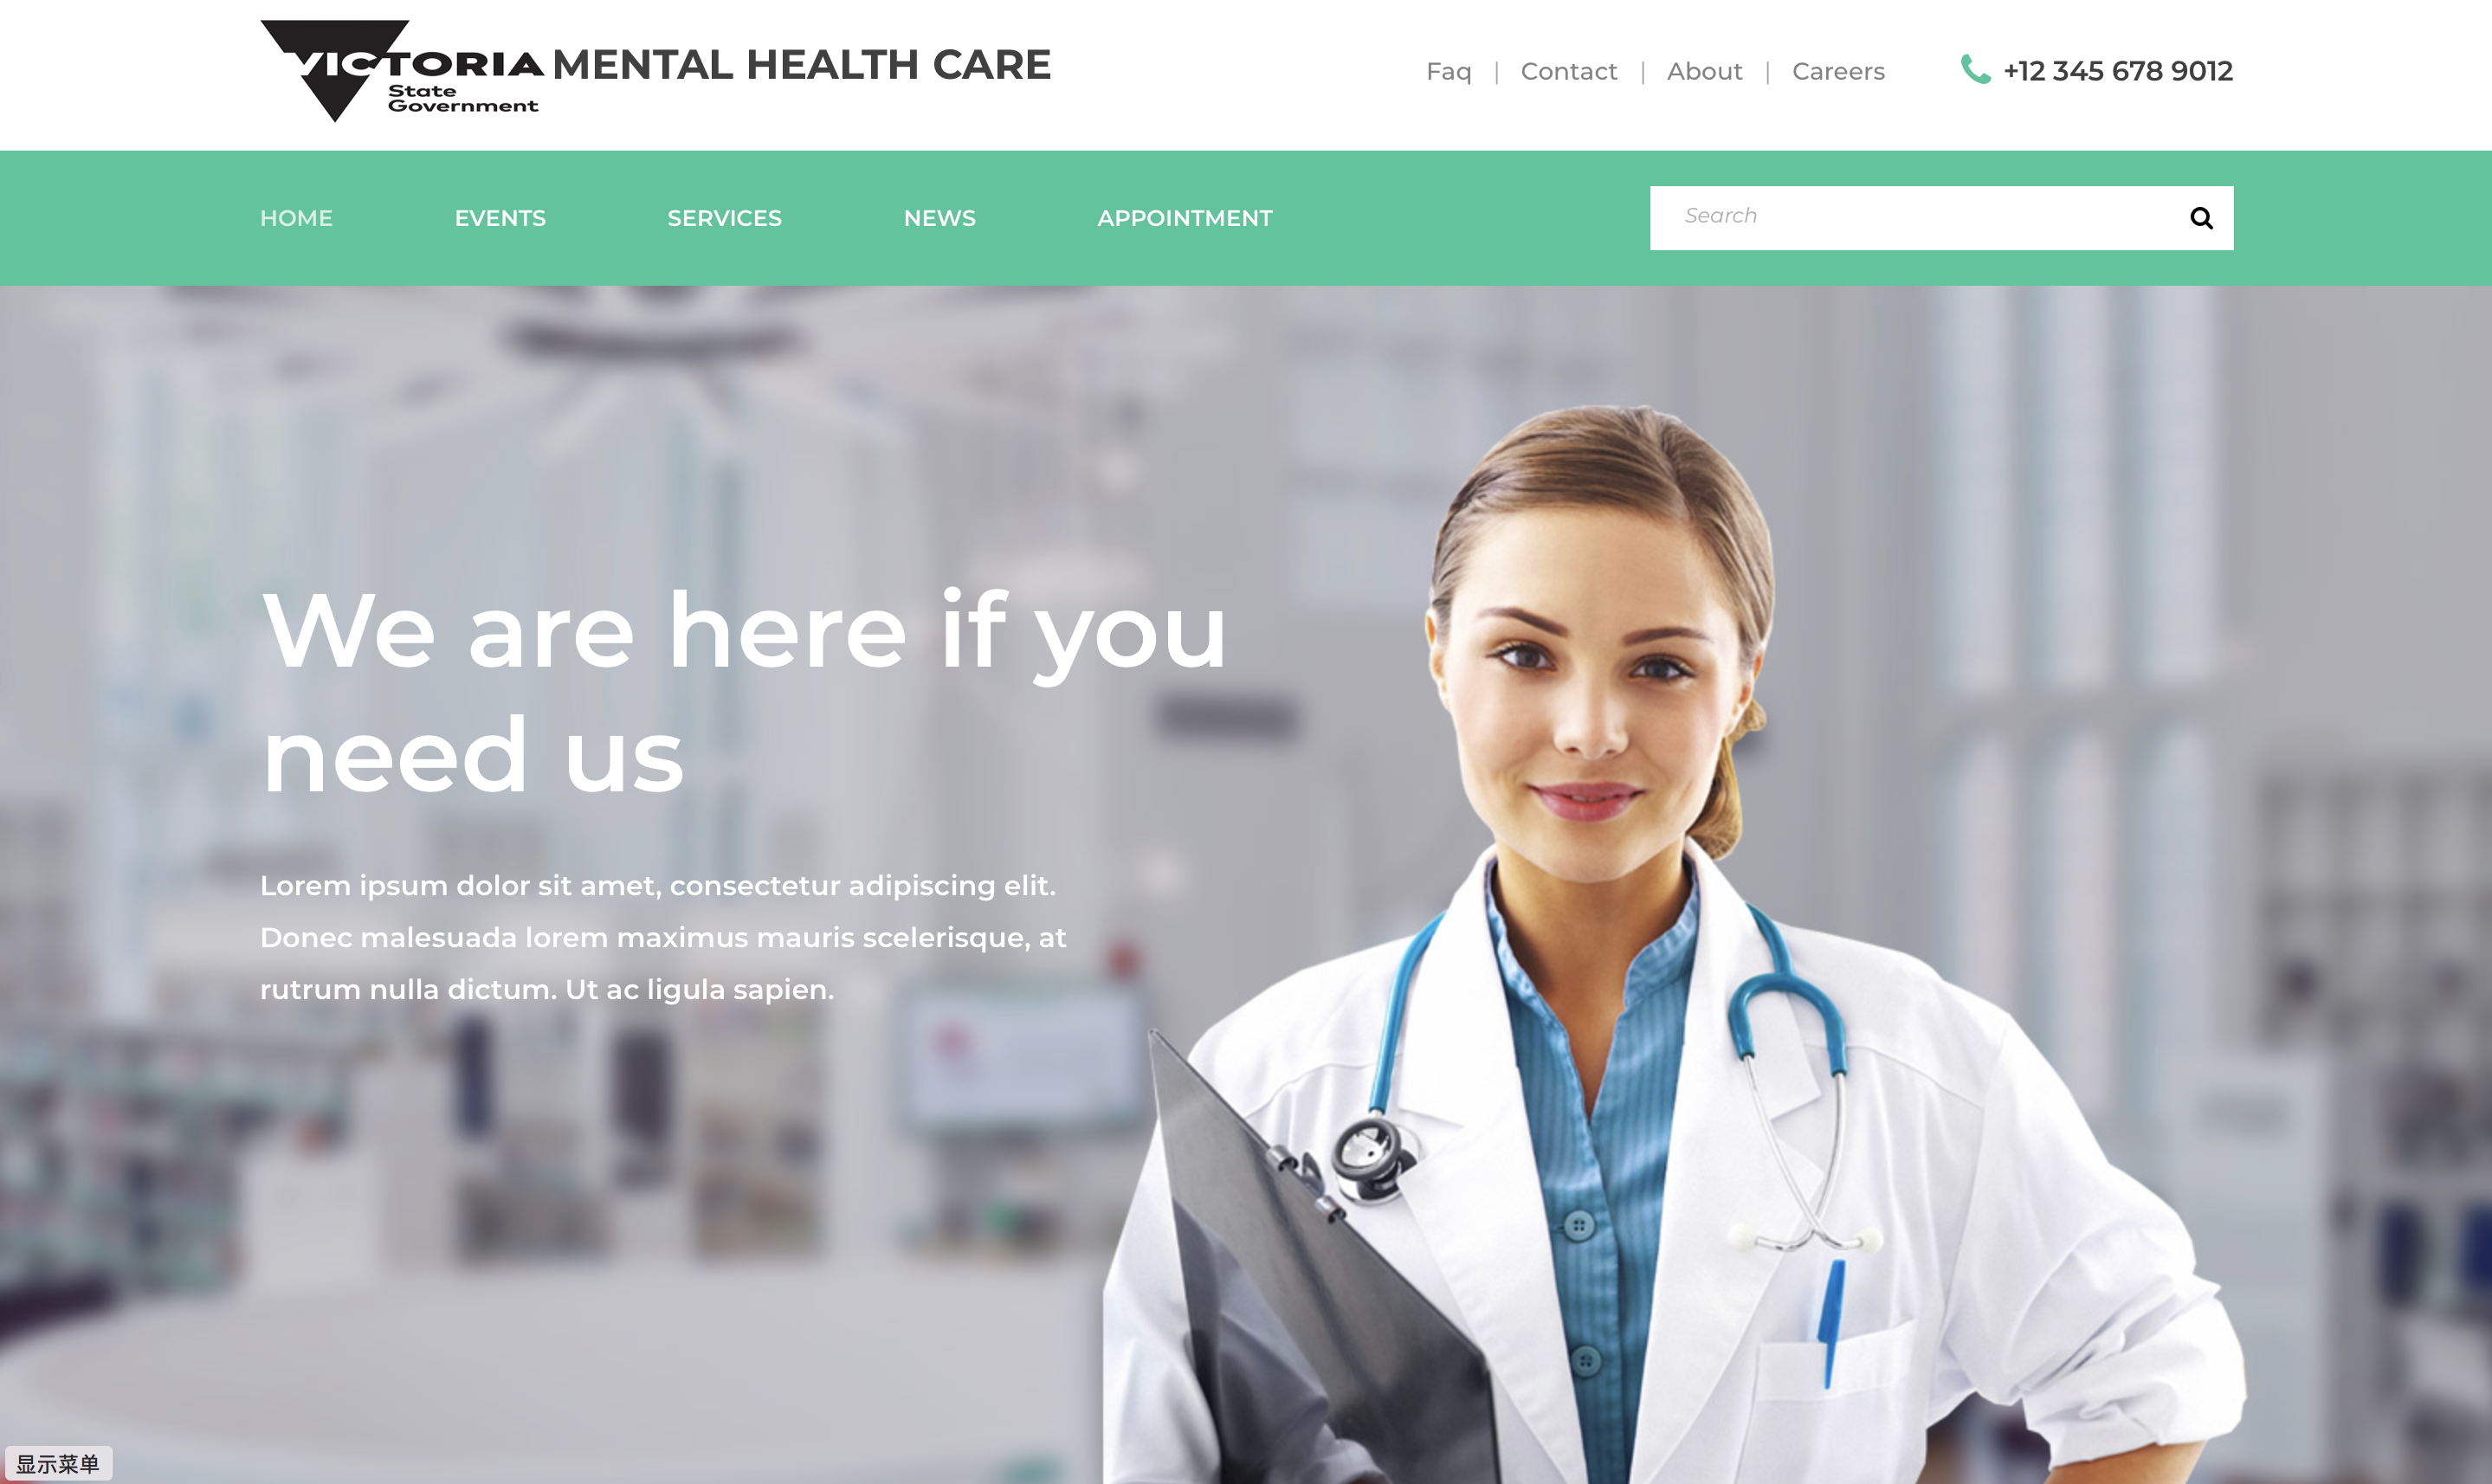 VICTORIA
State
Government
MENTAL HEALTH CARE
Faq | Contact | About | Careers
+12 345 678 9012
HOME EVENTS SERVICES NEWS APPOINTMENT
Search
We are here if you
need us
Lorem ipsum dolor sit amet, consectetur adipiscing elit.
Donec malesuada lorem maximus mauris scelerisque, at
rutrum nulla dictum. Ut ac ligula sapien.
显示菜单